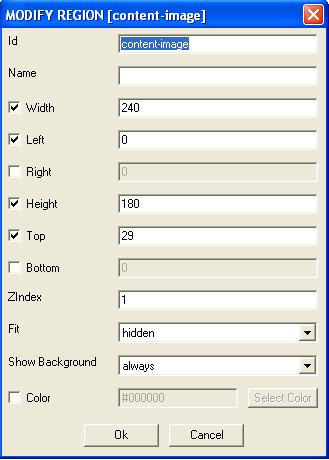 MODIFY REGION [content-image]
Id content-image
Name
Width 240
Left 0
Right 0
Height 180
Top 29
Bottom 0
ZIndex 1
Fit hidden
Show Background always
Color #000000 Select Color
Ok Cancel